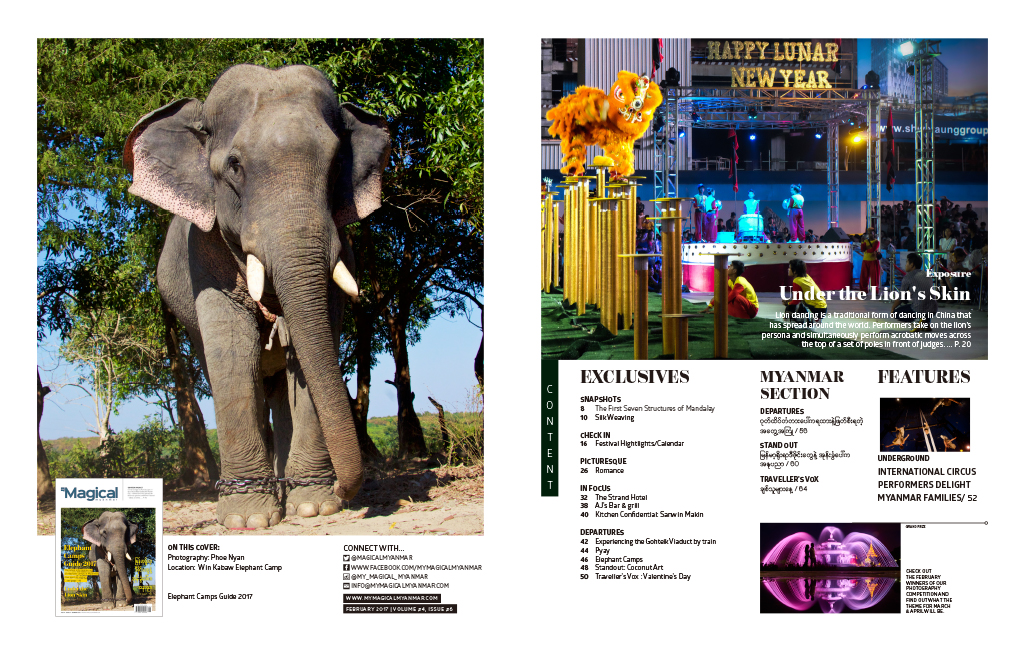 my Magical
Elephant
Camps
Guide 2017
ON THIS COVER:
Photography: Phoe Nyan
Location: Win Kabaw Elephant Camp
Elephant Camps Guide 2017
CONNECT WITH...
@MAGICALMYANMAR
WWW.FACEBOOK.COM/MYMAGICALMYANMAR
@MY_MAGICAL_MYANMAR
INFO@MYMAGICALMYANMAR.COM
WWW.MYMAGICALMYANMAR.COM
FEBRUARY 2017 | VOLUME #4, ISSUE #6
HAPPY LUNAR
NEW YEAR
Exposure
Under the Lion's Skin
Lion dancing is a traditional form of dancing in China that
has spread around the world. Performers take on the lion's
persona and simultaneously perform acrobatic moves across
the top of a set of poles in front of judges.... P. 20
CONTENT
EXCLUSIVES
SNAPSHOTS
8 The First Seven Structures of Mandalay
10 Silk Weaving
CHECK IN
16 Festival Hightlights/Calendar
PICTURESQUE
26 Romance
IN FOCUS
32 The Strand Hotel
38 AJ's Bar & grill
40 Kitchen Confidential: Sarwin Makin
DEPARTURES
42 Experiencing the Gohteik Viaduct by train
44 Pyay
46 Elephant Camps
48 Standout: Coconut Art
50 Traveller's Vox : Valentine's Day
MYANMAR
SECTION
DEPARTURES
STAND OUT
TRAVELLER'S VOX
FEATURES
UNDERGROUND
INTERNATIONAL CIRCUS
PERFORMERS DELIGHT
MYANMAR FAMILIES/ 52
GRAND PRIZE
CHECK OUT
THE FEBRUARY
WINNERS OF OUR
PHOTOGRAPHY
COMPETITION AND
FIND OUT WHAT THE
THEME FOR MARCH
& APRIL WILL BE.